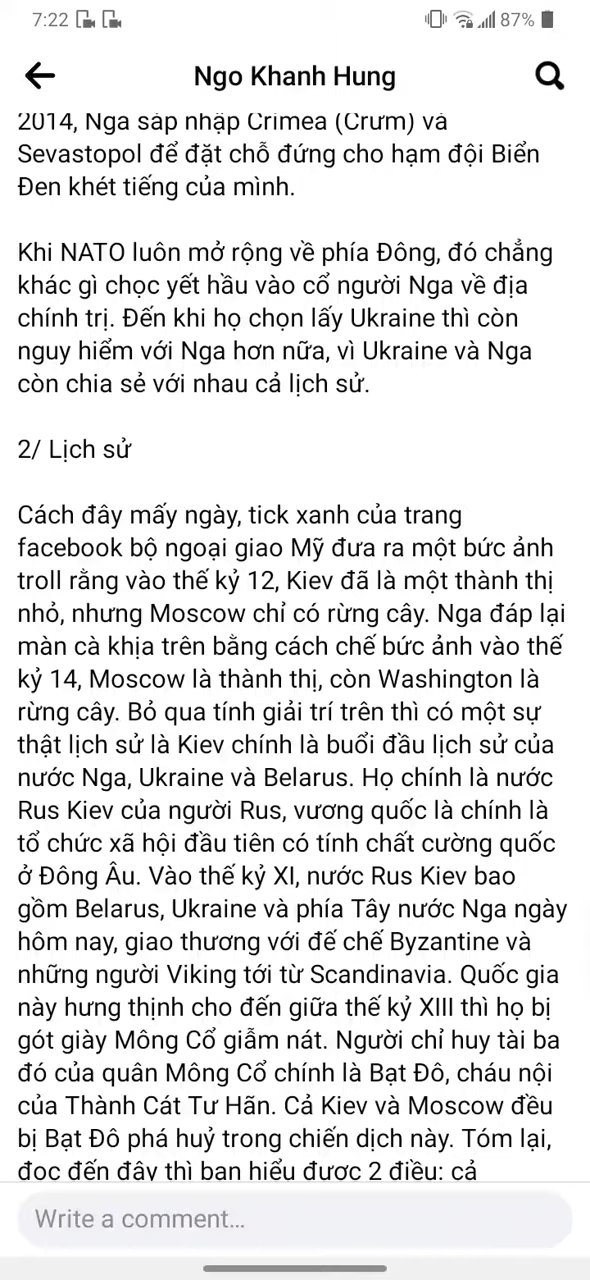 7:22
87%
Ngo Khanh Hung
2014, Nga sáp nhập Crimea (Crưm) và
Sevastopol để đặt chỗ đứng cho hạm đội Biển
Đen khét tiếng của mình.
Khi NATO luôn mở rộng về phía Đông, đó chẳng
khác gì chọc yết hầu vào cổ người Nga về địa
chính trị. Đến khi họ chọn lấy Ukraine thì còn
nguy hiểm với Nga hơn nữa, vì Ukraine và Nga
còn chia sẻ với nhau cả lịch sử.
2/ Lịch sử
Cách đây mấy ngày, tick xanh của trang
facebook bộ ngoại giao Mỹ đưa ra một bức ảnh
troll rằng vào thế kỷ 12, Kiev đã là một thành thị
nhỏ, nhưng Moscow chỉ có rừng cây. Nga đáp lại
màn cà khịa trên bằng cách chế bức ảnh vào thế
kỷ 14, Moscow là thành thị, còn Washington là
rừng cây. Bỏ qua tính giải trí trên thì có một sự
thật lịch sử là Kiev chính là buổi đầu lịch sử của
nước Nga, Ukraine và Belarus. Họ chính là nước
Rus Kiev của người Rus, vương quốc là chính là
tổ chức xã hội đầu tiên có tính chất cường quốc
ở Đông Âu. Vào thế kỷ XI, nước Rus Kiev bao
gồm Belarus, Ukraine và phía Tây nước Nga ngày
hôm nay, giao thương với đế chế Byzantine và
những người Viking tới từ Scandinavia. Quốc gia
này hưng thịnh cho đến giữa thế kỷ XIII thì họ bị
gót giày Mông Cổ giẫm nát. Người chỉ huy tài ba
đó của quân Mông Cổ chính là Bạt Đô, cháu nội
của Thành Cát Tư Hãn. Cả Kiev và Moscow đều
bị Bạt Đô phá huỷ trong chiến dịch này. Tóm lại,
đọc đến đây thì bạn hiểu được 2 điều: cả
Write a comment...